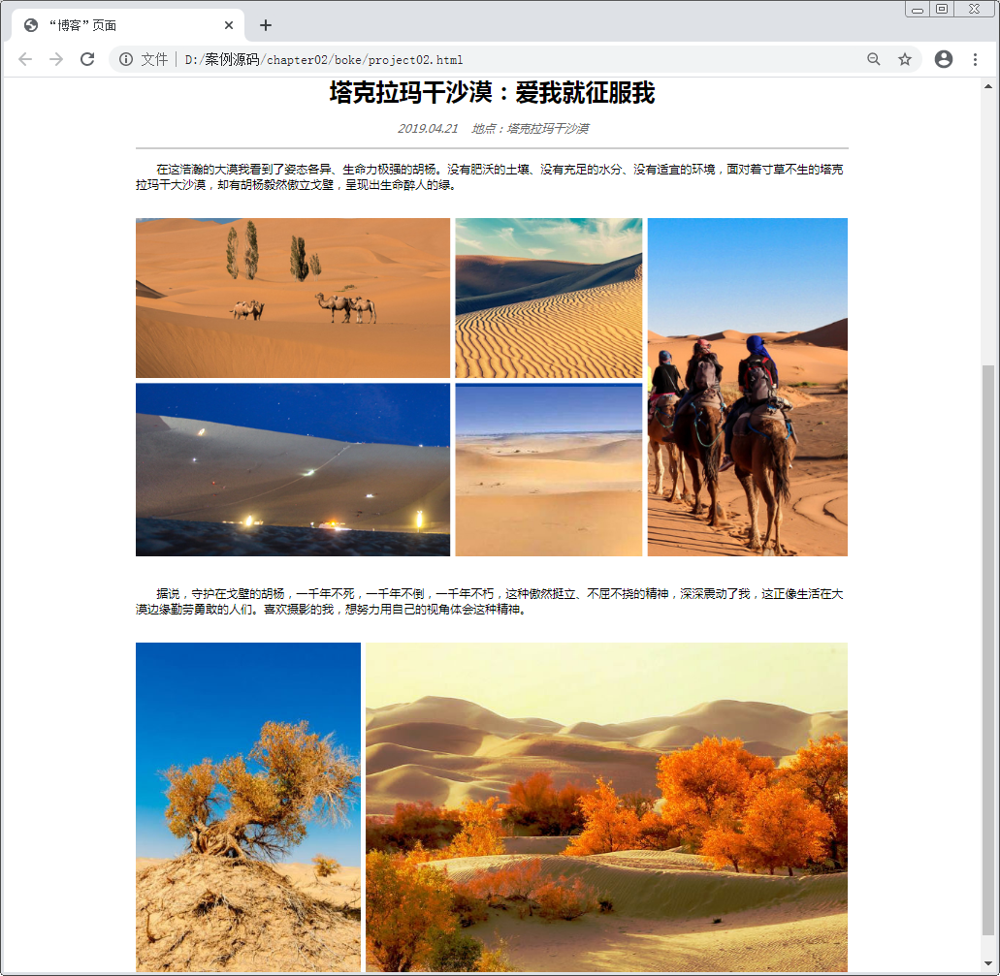 “博客”页面
文件 D:/案例源码/chapter02/boke/project02.html
塔克拉玛干沙漠：爱我就征服我
2019.04.21 地点：塔克拉玛干沙漠
在这浩瀚的大漠我看到了姿态各异、生命力极强的胡杨。没有肥沃的土壤、没有充足的水分、没有适宜的环境，面对着寸草不生的塔克
拉玛干大沙漠，却有胡杨毅然傲立戈壁，呈现出生命醉人的绿。
据说，守护在戈壁的胡杨，一千年不死，一千年不倒，一千年不朽，这种傲然挺立、不屈不挠的精神，深深震动了我，这正像生活在大
漠边缘勤劳勇敢的人们。喜欢摄影的我，想努力用自己的视角体会这种精神。